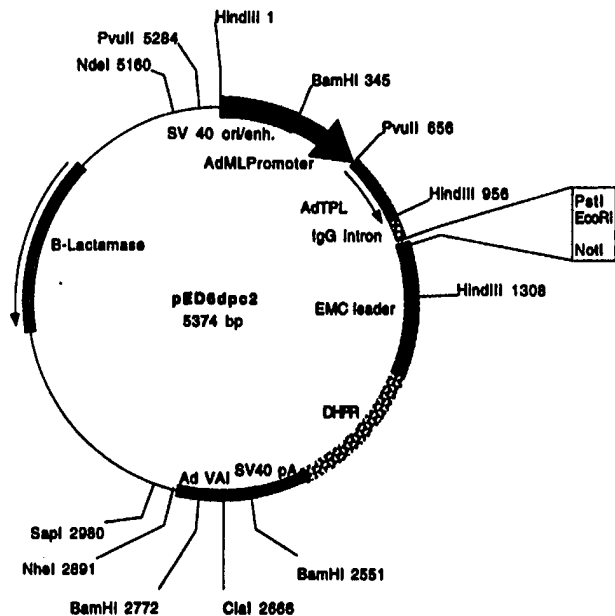 HindIII 1
PvuII 5284
NdeI 5160
BamHI 345
SV 40 ori/enh.
PvuII 656
AdMLPromoter
HindIII 956
PstI
EcoRI
NotI
AdTPL
IgG Intron
B-Lactamase
pED6dpc2
5374 bp
EMC leader
HindIII 1308
DHFR
Ad VAI
SV40 pA
SapI 2980
NheI 2891
BamHI 2772
ClaI 2666
BamHI 2551